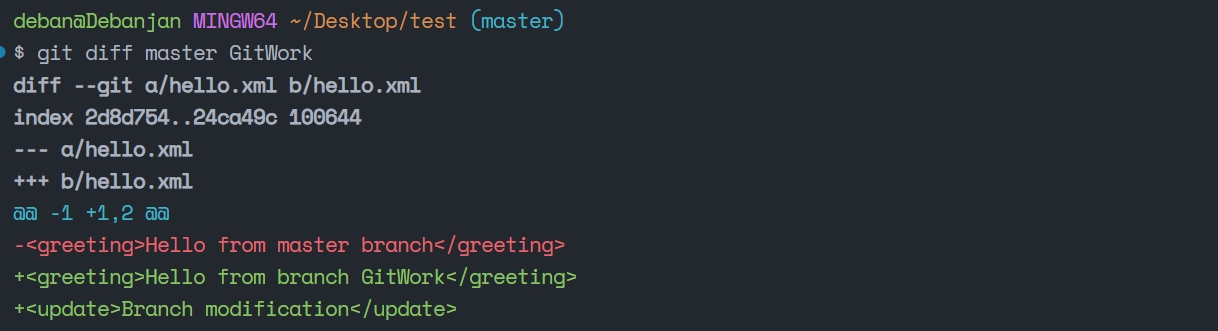 deban@Debanjan MINGW64 ~/Desktop/test (master)
$ git diff master GitWork
diff --git a/hello.xml b/hello.xml
index 2d8d754..24ca49c 100644
--- a/hello.xml
+++ b/hello.xml
@@ -1 +1,2 @@
-<greeting>Hello from master branch</greeting>
+<greeting>Hello from branch GitWork</greeting>
+<update>Branch modification</update>